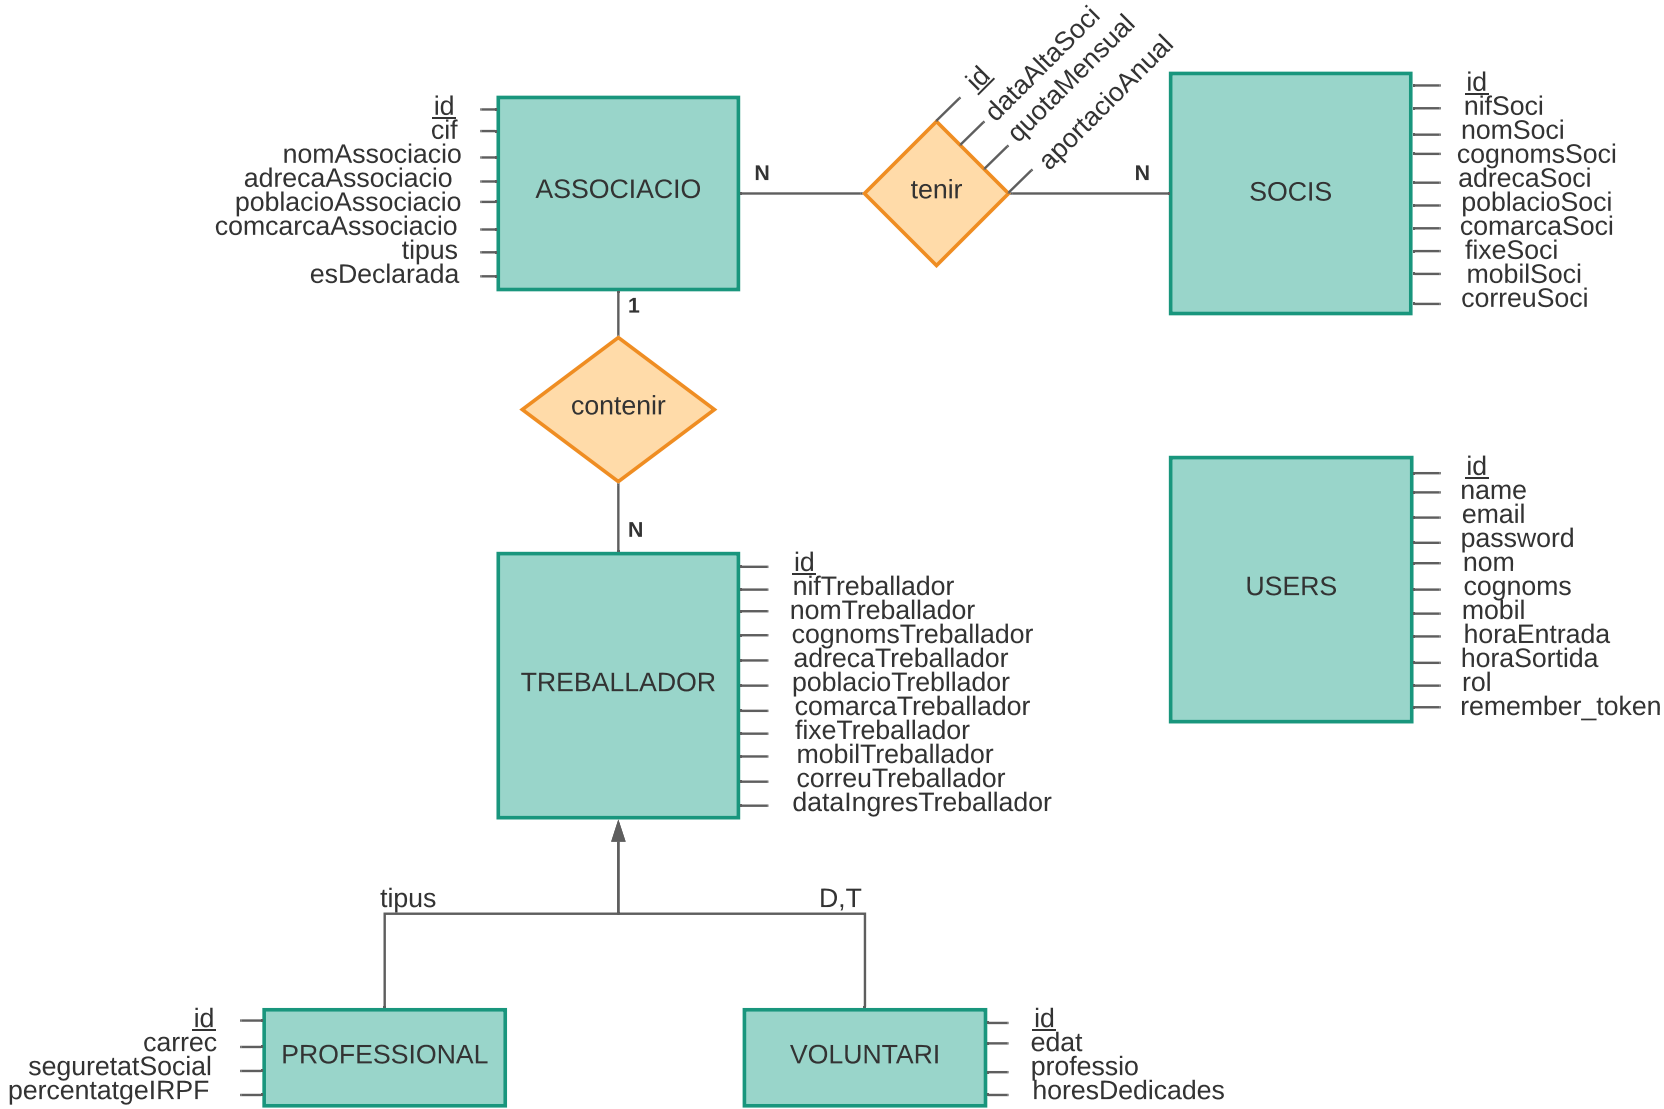 id
cif
nomAssociacio
adrecaAssociacio
poblacioAssociacio
comcarcaAssociacio
tipus
esDeclarada
ASSOCIACIO
N
tenir
id
dataAltaSoci
quotaMensual
aportacioAnual
N
SOCIS
id
nifSoci
nomSoci
cognomsSoci
adrecaSoci
poblacioSoci
comarcaSoci
fixeSoci
mobilSoci
correuSoci
1
contenir
N
TREBALLADOR
id
nifTreballador
nomTreballador
cognomsTreballador
adrecaTreballador
poblacioTrebllador
comarcaTreballador
fixeTreballador
mobilTreballador
correuTreballador
dataIngresTreballador
USERS
id
name
email
password
nom
cognoms
mobil
horaEntrada
horaSortida
rol
remember_token
tipus
D,T
id
carrec
seguretatSocial
percentatgeIRPF
PROFESSIONAL
VOLUNTARI
id
edat
professio
horesDedicades